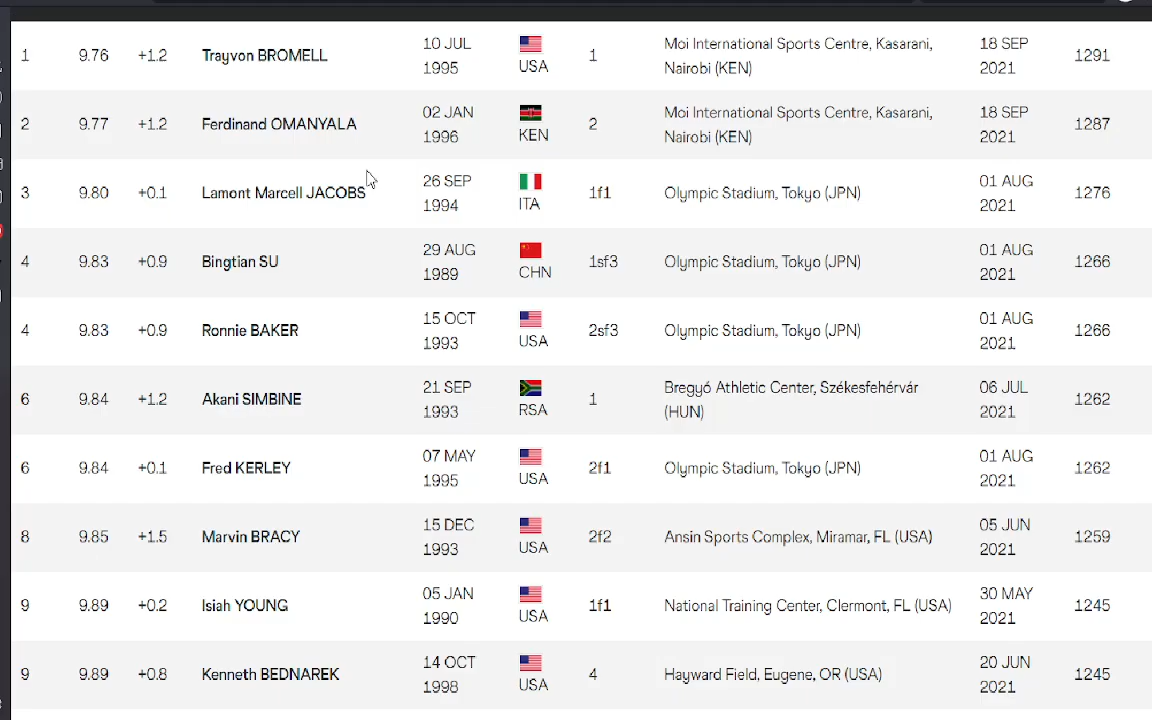 1 9.76 +1.2 Trayvon BROMELL 10 JUL 1995 USA 1 Moi International Sports Centre, Kasarani, Nairobi (KEN) 18 SEP 2021 1291
2 9.77 +1.2 Ferdinand OMANYALA 02 JAN 1996 KEN 2 Moi International Sports Centre, Kasarani, Nairobi (KEN) 18 SEP 2021 1287
3 9.80 +0.1 Lamont Marcell JACOBS 26 SEP 1994 ITA 1f1 Olympic Stadium, Tokyo (JPN) 01 AUG 2021 1276
4 9.83 +0.9 Bingtian SU 29 AUG 1989 CHN 1sf3 Olympic Stadium, Tokyo (JPN) 01 AUG 2021 1266
4 9.83 +0.9 Ronnie BAKER 15 OCT 1993 USA 2sf3 Olympic Stadium, Tokyo (JPN) 01 AUG 2021 1266
6 9.84 +1.2 Akani SIMBINE 21 SEP 1993 RSA 1 Bregyó Athletic Center, Székesfehérvár (HUN) 06 JUL 2021 1262
6 9.84 +0.1 Fred KERLEY 07 MAY 1995 USA 2f1 Olympic Stadium, Tokyo (JPN) 01 AUG 2021 1262
8 9.85 +1.5 Marvin BRACY 15 DEC 1993 USA 2f2 Ansin Sports Complex, Miramar, FL (USA) 05 JUN 2021 1259
9 9.89 +0.2 Isiah YOUNG 05 JAN 1990 USA 1f1 National Training Center, Clermont, FL (USA) 30 MAY 2021 1245
9 9.89 +0.8 Kenneth BEDNAREK 14 OCT 1998 USA 4 Hayward Field, Eugene, OR (USA) 20 JUN 2021 1245